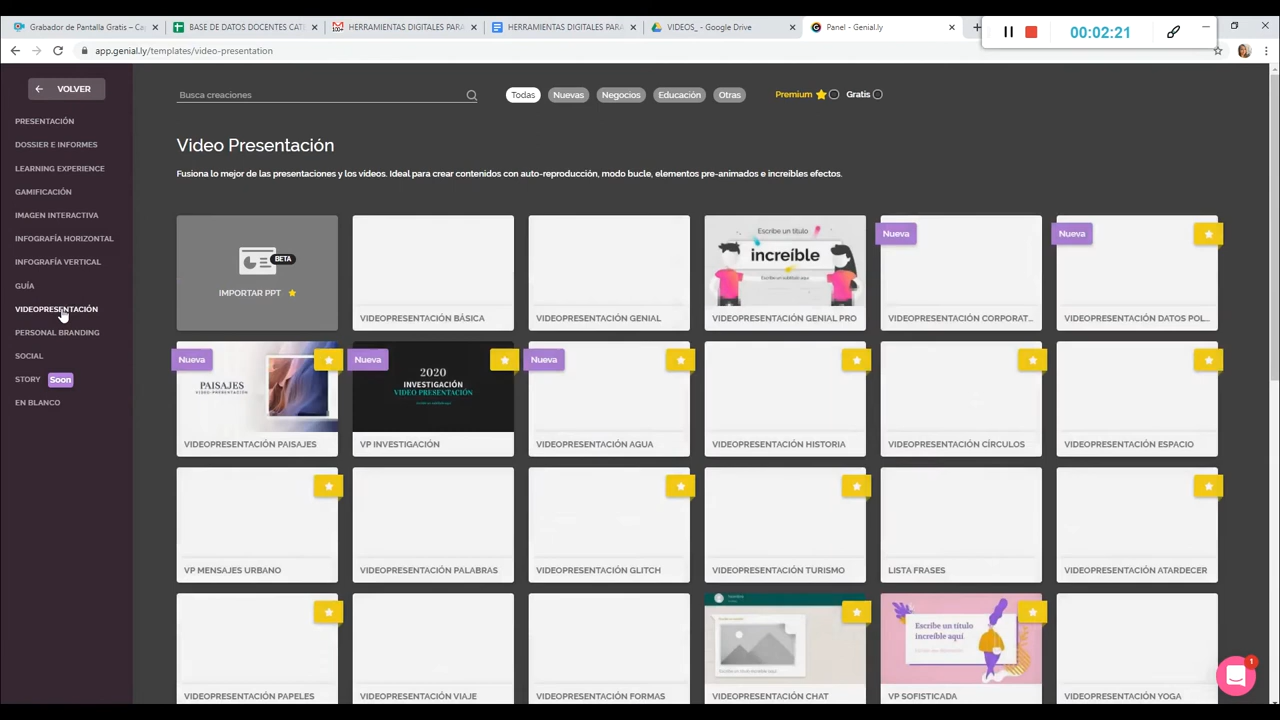 Grabador de Pantalla Gratis – Ca
BASE DE DATOS DOCENTES CATE
HERRAMIENTAS DIGITALES PARA
HERRAMIENTAS DIGITALES PARA
VIDEOS_ - Google Drive
Panel - Genial.ly
00:02:21
app.genial.ly/templates/video-presentation
VOLVER
Busca creaciones
Todas
Nuevas
Negocios
Educación
Otras
Premium
Gratis
PRESENTACIÓN
DOSSIER E INFORMES
LEARNING EXPERIENCE
GAMIFICACIÓN
IMAGEN INTERACTIVA
INFOGRAFÍA HORIZONTAL
INFOGRAFÍA VERTICAL
GUÍA
VIDEOPRESENTACIÓN
PERSONAL BRANDING
SOCIAL
STORY Soon
EN BLANCO
Video Presentación
Fusiona lo mejor de las presentaciones y los vídeos. Ideal para crear contenidos con auto-reproducción, modo bucle, elementos pre-animados e increíbles efectos.
BETA
IMPORTAR PPT
VIDEOPRESENTACIÓN BÁSICA
VIDEOPRESENTACIÓN GENIAL
Escribe un título
increíble
Escribe un subtítulo aquí
VIDEOPRESENTACIÓN GENIAL PRO
Nueva
VIDEOPRESENTACIÓN CORPORAT...
Nueva
VIDEOPRESENTACIÓN DATOS POL...
Nueva
PAISAJES
VIDEO-PRESENTACIÓN
VIDEOPRESENTACIÓN PAISAJES
Nueva
2020
INVESTIGACIÓN
VIDEO PRESENTACIÓN
VP INVESTIGACIÓN
Nueva
VIDEOPRESENTACIÓN AGUA
VIDEOPRESENTACIÓN HISTORIA
VIDEOPRESENTACIÓN CÍRCULOS
VIDEOPRESENTACIÓN ESPACIO
VP MENSAJES URBANO
VIDEOPRESENTACIÓN PALABRAS
VIDEOPRESENTACIÓN GLITCH
VIDEOPRESENTACIÓN TURISMO
LISTA FRASES
VIDEOPRESENTACIÓN ATARDECER
VIDEOPRESENTACIÓN PAPELES
VIDEOPRESENTACIÓN VIAJE
VIDEOPRESENTACIÓN FORMAS
VIDEOPRESENTACIÓN CHAT
Escribe un título
increíble aquí
VP SOFISTICADA
VIDEOPRESENTACIÓN YOGA
1